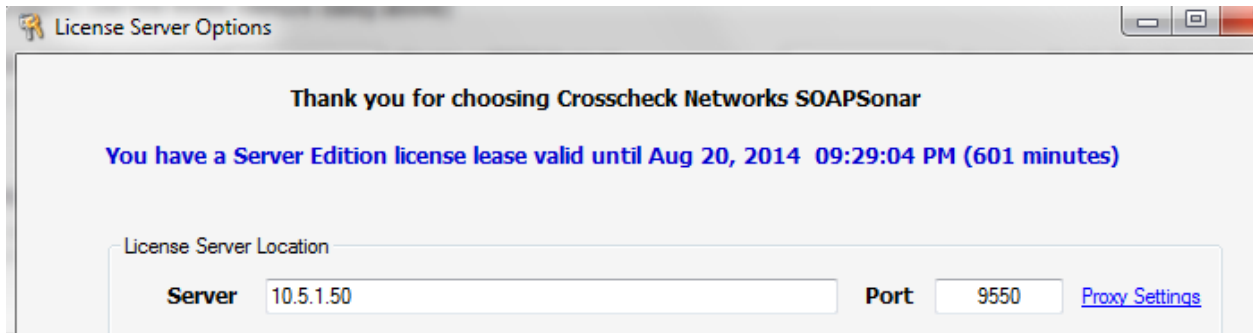 License Server Options
Thank you for choosing Crosscheck Networks SOAPSonar
You have a Server Edition license lease valid until Aug 20, 2014  09:29:04 PM (601 minutes)
License Server Location
Server 10.5.1.50 Port 9550 Proxy Settings